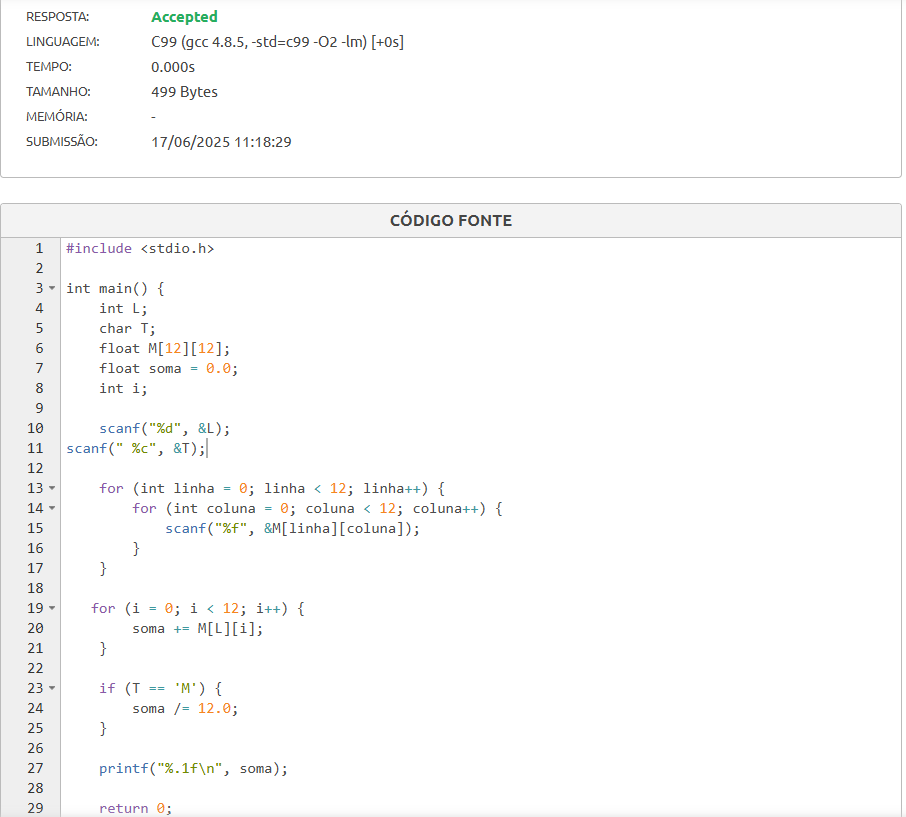 RESPOSTA: Accepted
LINGUAGEM: C99 (gcc 4.8.5, -std=c99 -O2 -lm) [+0s]
TEMPO: 0.000s
TAMANHO: 499 Bytes
MEMÓRIA: -
SUBMISSÃO: 17/06/2025 11:18:29
CÓDIGO FONTE
1 #include <stdio.h>
2
3 int main() {
4     int L;
5     char T;
6     float M[12][12];
7     float soma = 0.0;
8     int i;
9
10     scanf("%d", &L);
11 scanf(" %c", &T);
12
13     for (int linha = 0; linha < 12; linha++) {
14         for (int coluna = 0; coluna < 12; coluna++) {
15             scanf("%f", &M[linha][coluna]);
16         }
17     }
18
19    for (i = 0; i < 12; i++) {
20         soma += M[L][i];
21     }
22
23     if (T == 'M') {
24         soma /= 12.0;
25     }
26
27     printf("%.1f\n", soma);
28
29     return 0;